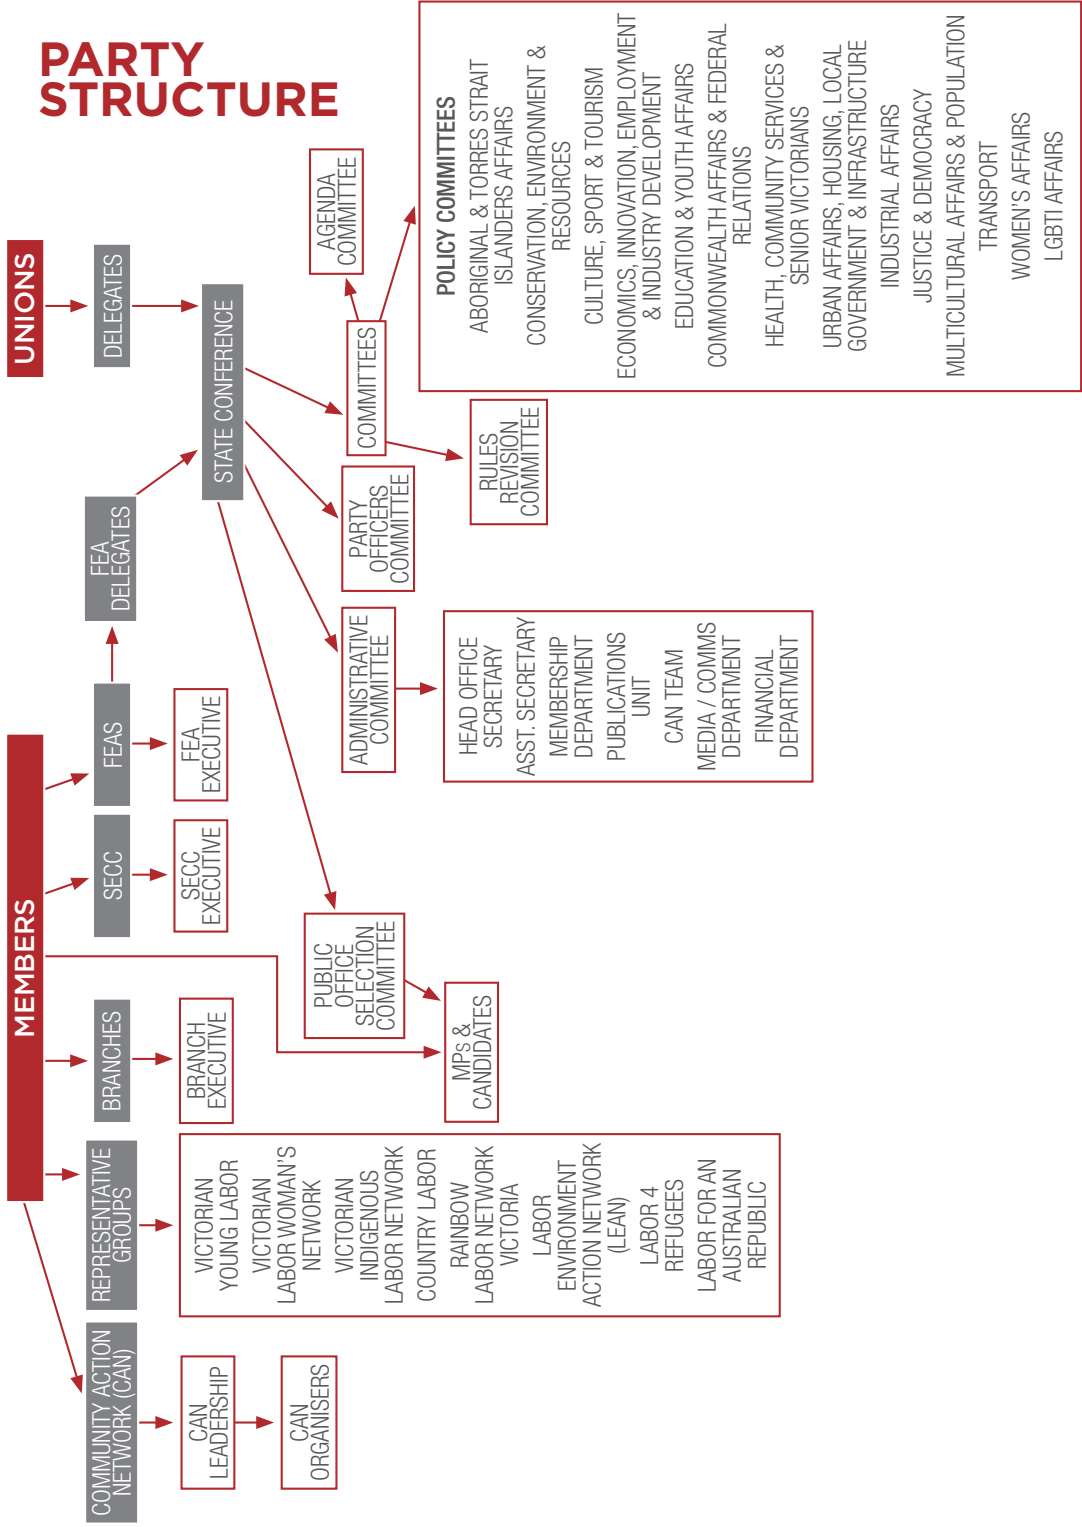 PARTY
STRUCTURE
MEMBERS
UNIONS
COMMUNITY ACTION
NETWORK (CAN)
REPRESENTATIVE
GROUPS
BRANCHES
SECC
FEAS
FEA
DELEGATES
DELEGATES
STATE CONFERENCE
CAN
LEADERSHIP
CAN
ORGANISERS
VICTORIAN
YOUNG LABOR
VICTORIAN
LABOR WOMAN'S
NETWORK
VICTORIAN
INDIGENOUS
LABOR NETWORK
COUNTRY LABOR
RAINBOW
LABOR NETWORK
VICTORIA
LABOR
ENVIRONMENT
ACTION NETWORK
(LEAN)
LABOR 4
REFUGEES
LABOR FOR AN
AUSTRALIAN
REPUBLIC
BRANCH
EXECUTIVE
SECC
EXECUTIVE
FEA
EXECUTIVE
PUBLIC
OFFICE
SELECTION
COMMITTEE
MPs &
CANDIDATES
ADMINISTRATIVE
COMMITTEE
HEAD OFFICE
SECRETARY
ASST. SECRETARY
MEMBERSHIP
DEPARTMENT
PUBLICATIONS
UNIT
CAN TEAM
MEDIA / COMMS
DEPARTMENT
FINANCIAL
DEPARTMENT
PARTY
OFFICERS
COMMITTEE
COMMITTEES
AGENDA
COMMITTEE
RULES
REVISION
COMMITTEE
POLICY COMMITTEES
ABORIGINAL & TORRES STRAIT
ISLANDERS AFFAIRS
CONSERVATION, ENVIRONMENT &
RESOURCES
CULTURE, SPORT & TOURISM
ECONOMICS, INNOVATION, EMPLOYMENT
& INDUSTRY DEVELOPMENT
EDUCATION & YOUTH AFFAIRS
COMMONWEALTH AFFAIRS & FEDERAL
RELATIONS
HEALTH, COMMUNITY SERVICES &
SENIOR VICTORIANS
URBAN AFFAIRS, HOUSING, LOCAL
GOVERNMENT & INFRASTRUCTURE
INDUSTRIAL AFFAIRS
JUSTICE & DEMOCRACY
MULTICULTURAL AFFAIRS & POPULATION
TRANSPORT
WOMEN'S AFFAIRS
LGBTI AFFAIRS